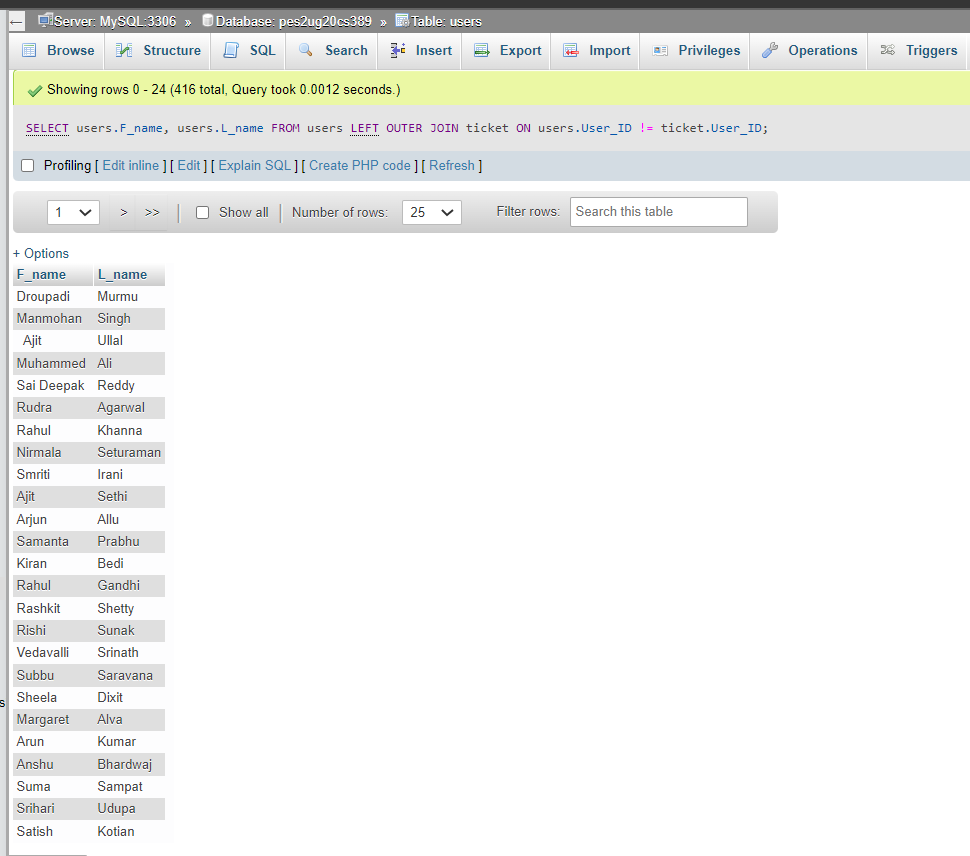 Server: MySQL:3306 » Database: pes2ug20cs389 » Table: users
Browse Structure SQL Search Insert Export Import Privileges Operations Triggers
Showing rows 0 - 24 (416 total, Query took 0.0012 seconds.)
SELECT users.F_name, users.L_name FROM users LEFT OUTER JOIN ticket ON users.User_ID != ticket.User_ID;
Profiling [ Edit inline ] [ Edit ] [ Explain SQL ] [ Create PHP code ] [ Refresh ]
1 > >> | Show all | Number of rows: 25 Filter rows: Search this table
+ Options
F_name L_name
Droupadi Murmu
Manmohan Singh
Ajit Ullal
Muhammed Ali
Sai Deepak Reddy
Rudra Agarwal
Rahul Khanna
Nirmala Seturaman
Smriti Irani
Ajit Sethi
Arjun Allu
Samanta Prabhu
Kiran Bedi
Rahul Gandhi
Rashkit Shetty
Rishi Sunak
Vedavalli Srinath
Subbu Saravana
s
Sheela Dixit
Margaret Alva
Arun Kumar
Anshu Bhardwaj
Suma Sampat
Srihari Udupa
Satish Kotian